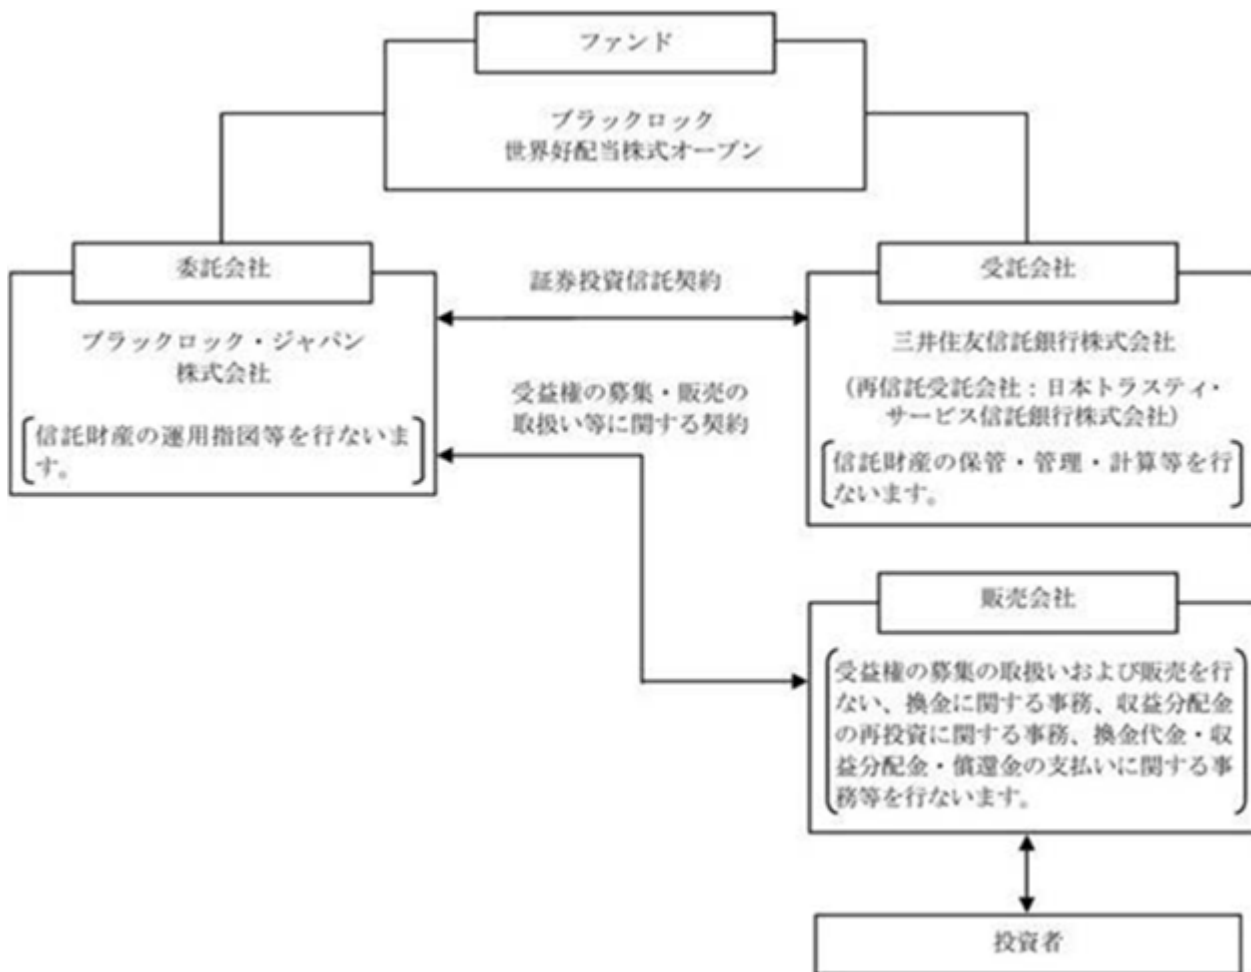 ファンド
ブラックロック
世界好配当株式オープン
委託会社
ブラックロック・ジャパン
株式会社
信託財産の運用指図等を行ないま
す。
証券投資信託契約
受益権の募集・販売の
取扱い等に関する契約
受託会社
三井住友信託銀行株式会社
(再信託受託会社：日本トラスティ・
サービス信託銀行株式会社)
信託財産の保管・管理・計算等を行
ないます。
販売会社
受益権の募集の取扱いおよび販売を行
ない、換金に関する事務、収益分配金
の再投資に関する事務、換金代金・収
益分配金・償還金の支払いに関する事
務等を行ないます。
投資者